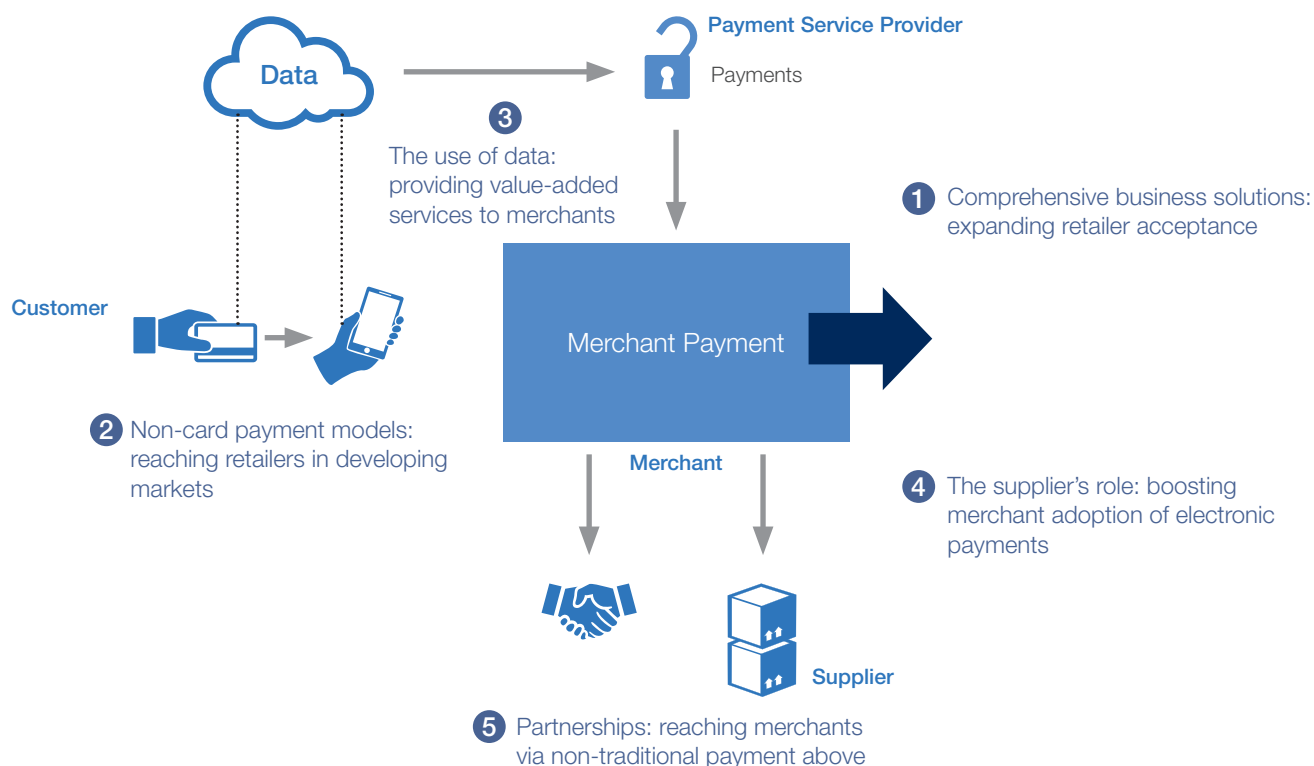 Payment Service Provider
Data
Payments
3
The use of data:
providing value-added
services to merchants
1 Comprehensive business solutions:
expanding retailer acceptance
Customer
Merchant Payment
2 Non-card payment models:
reaching retailers in developing
markets
Merchant
4 The supplier’s role: boosting
merchant adoption of electronic
payments
Supplier
5 Partnerships: reaching merchants
via non-traditional payment above